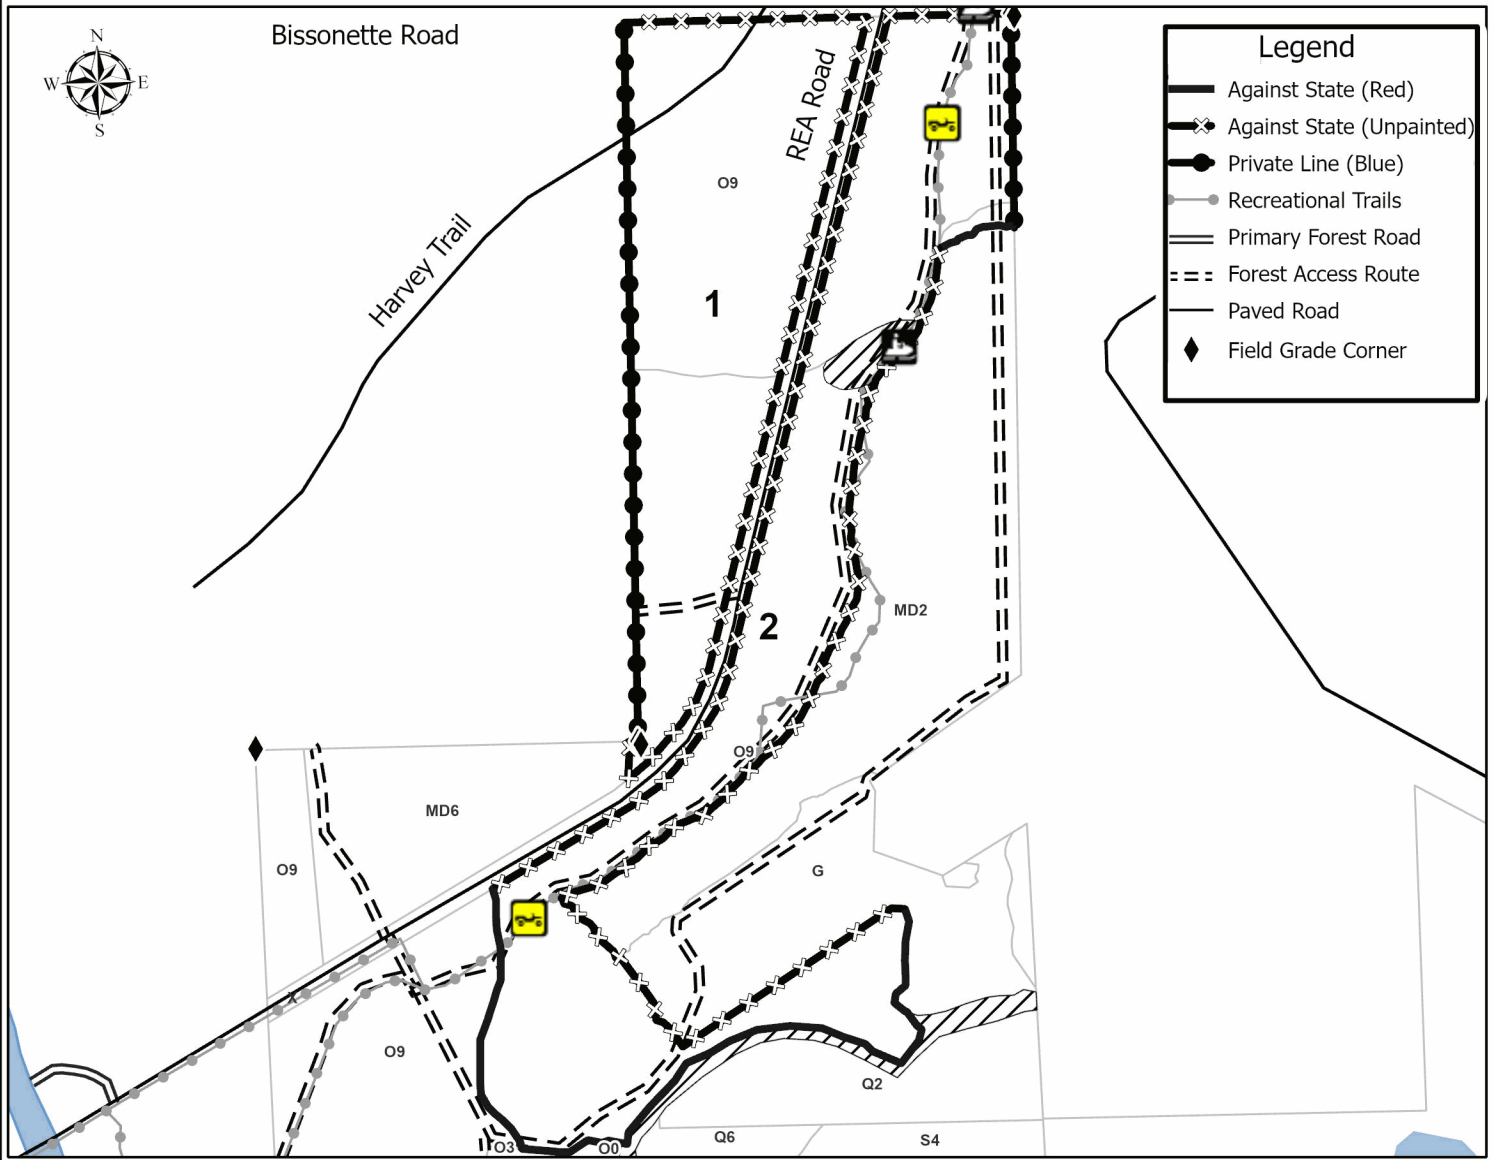 Bissonette Road
N
W
E
S
Legend
Against State (Red)
Against State (Unpainted)
Private Line (Blue)
Recreational Trails
Primary Forest Road
Forest Access Route
Paved Road
Field Grade Corner
REA Road
O9
Harvey Trail
1
2
MD2
O9
MD6
O9
G
X
O9
Q2
Q6
S4
O3
O0